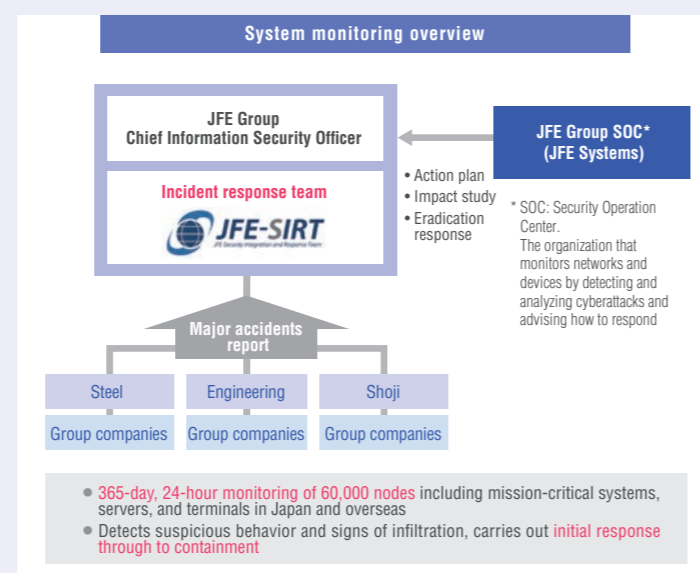 System monitoring overview
JFE Group
Chief Information Security Officer
Incident response team
JFE-SIRT
JFE Security Integration and Response Team
JFE Group SOC*
(JFE Systems)
• Action plan
• Impact study
• Eradication
response
* SOC: Security Operation
Center.
The organization that
monitors networks and
devices by detecting and
analyzing cyberattacks and
advising how to respond
Major accidents
report
Steel
Engineering
Shoji
Group companies
Group companies
Group companies
● 365-day, 24-hour monitoring of 60,000 nodes including mission-critical systems,
servers, and terminals in Japan and overseas
● Detects suspicious behavior and signs of infiltration, carries out initial response
through to containment